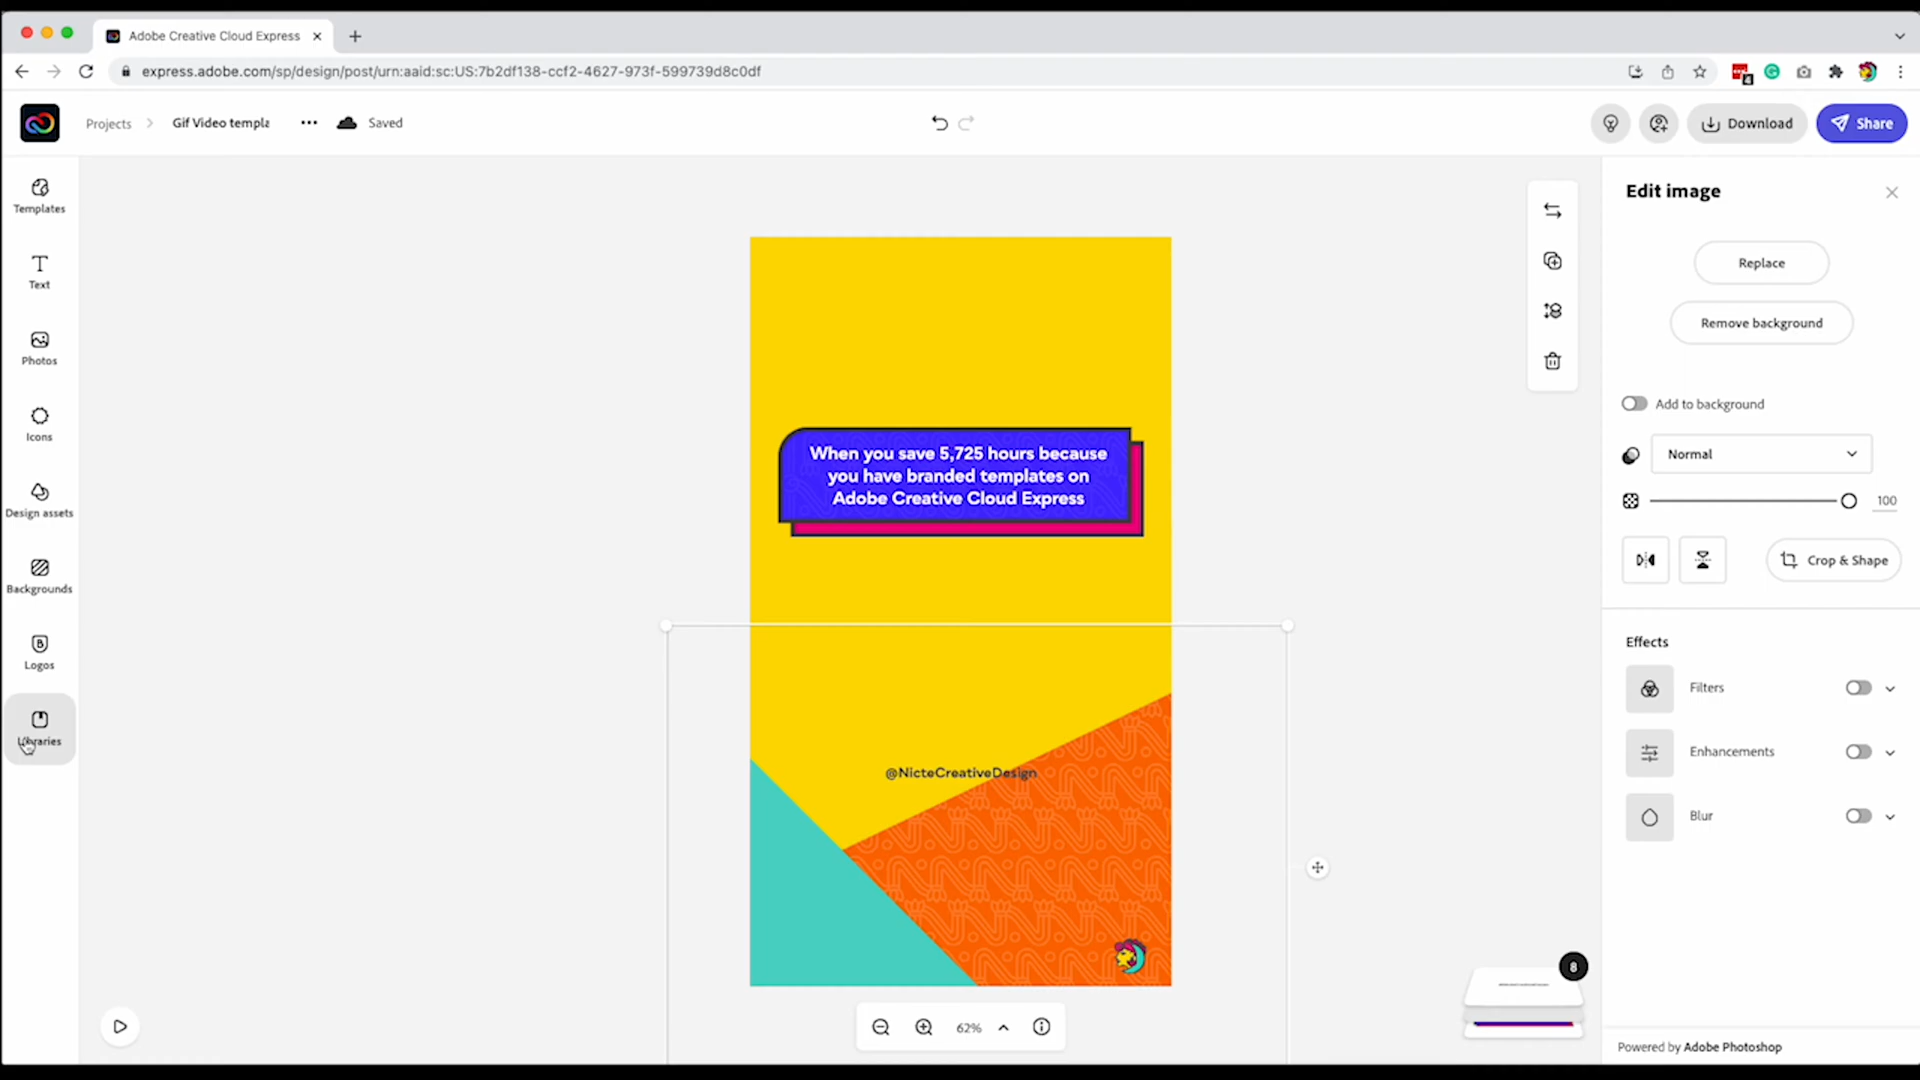 Adobe Creative Cloud Express
express.adobe.com/sp/design/post/urn:aaid:sc:US:7b2df138-ccf2-4627-973f-599739d8c0df
Projects
Gif Video templa
Saved
Download
Share
Templates
Text
Photos
Icons
Design assets
Backgrounds
Logos
Libraries
When you save 5,725 hours because
you have branded templates on
Adobe Creative Cloud Express
@NicteCreativeDesign
62%
8
Edit image
Replace
Remove background
Add to background
Normal
100
Crop & Shape
Effects
Filters
Enhancements
Blur
Powered by Adobe Photoshop